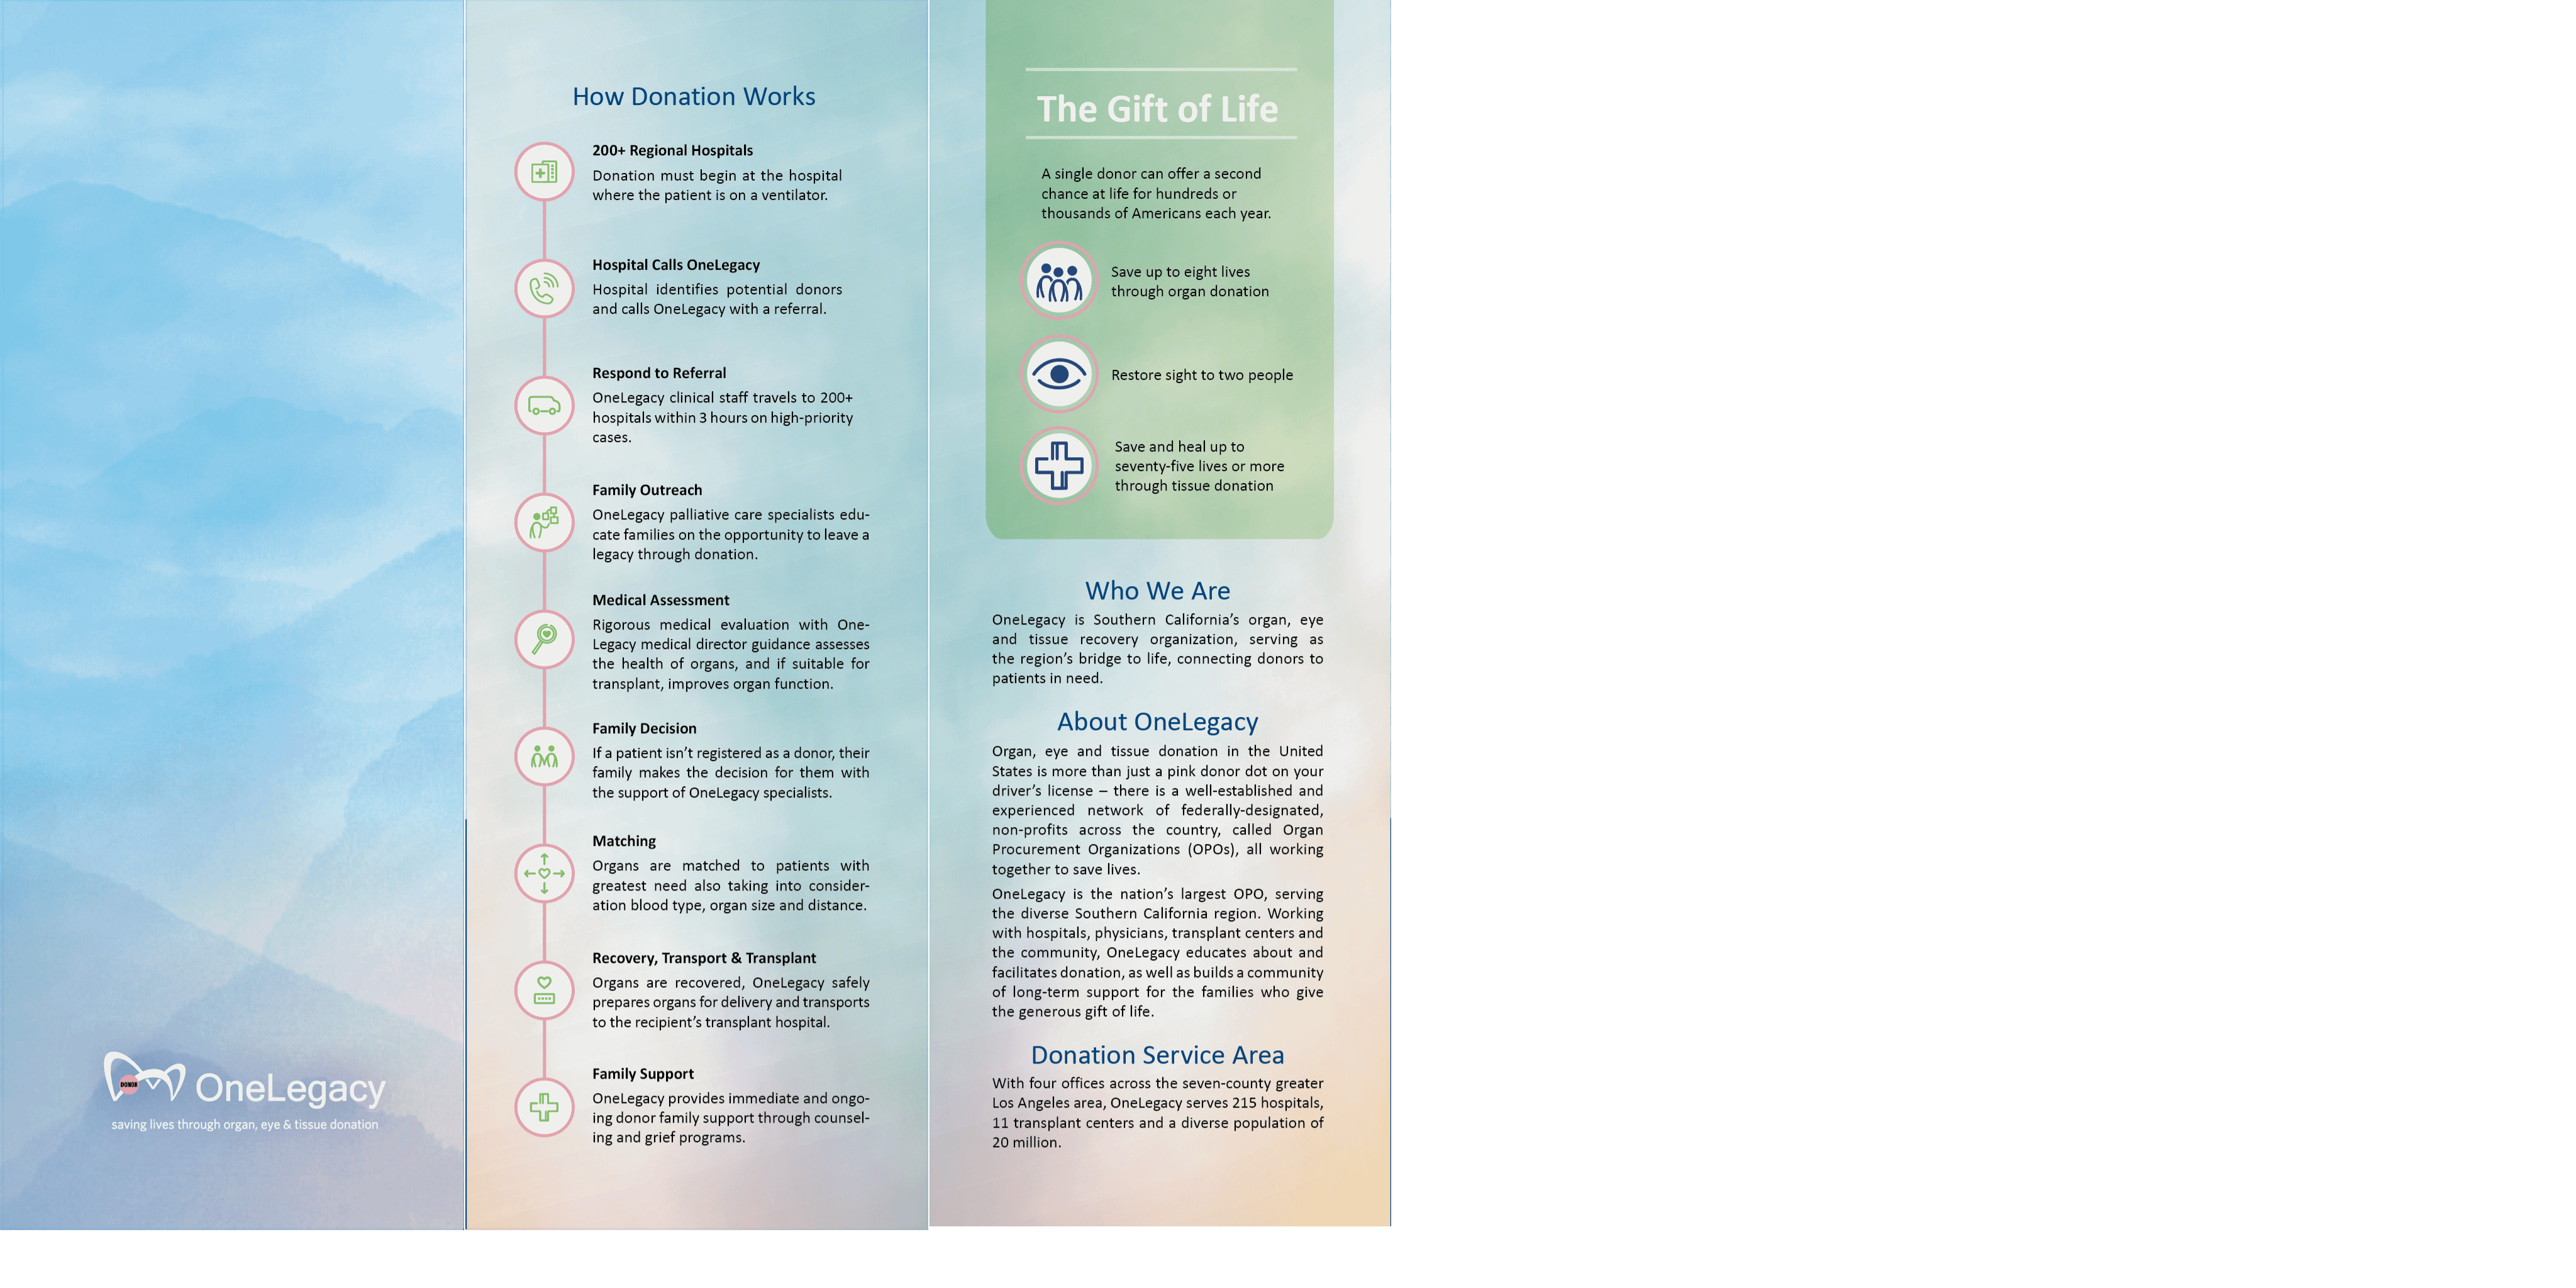 DONOR
OneLegacy
saving lives through organ, eye & tissue donation
How Donation Works
200+ Regional Hospitals
Donation must begin at the hospital
where the patient is on a ventilator.
Hospital Calls OneLegacy
Hospital identifies potential donors
and calls OneLegacy with a referral.
Respond to Referral
OneLegacy clinical staff travels to 200+
hospitals within 3 hours on high-priority
cases.
Family Outreach
OneLegacy palliative care specialists edu-
cate families on the opportunity to leave a
legacy through donation.
Medical Assessment
Rigorous medical evaluation with One-
Legacy medical director guidance assesses
the health of organs, and if suitable for
transplant, improves organ function.
Family Decision
If a patient isn’t registered as a donor, their
family makes the decision for them with
the support of OneLegacy specialists.
Matching
Organs are matched to patients with
greatest need also taking into consider-
ation blood type, organ size and distance.
Recovery, Transport & Transplant
Organs are recovered, OneLegacy safely
prepares organs for delivery and transports
to the recipient’s transplant hospital.
Family Support
OneLegacy provides immediate and ongo-
ing donor family support through counsel-
ing and grief programs.
The Gift of Life
A single donor can offer a second
chance at life for hundreds or
thousands of Americans each year.
Save up to eight lives
through organ donation
Restore sight to two people
Save and heal up to
seventy-five lives or more
through tissue donation
Who We Are
OneLegacy is Southern California’s organ, eye
and tissue recovery organization, serving as
the region’s bridge to life, connecting donors to
patients in need.
About OneLegacy
Organ, eye and tissue donation in the United
States is more than just a pink donor dot on your
driver’s license – there is a well-established and
experienced network of federally-designated,
non-profits across the country, called Organ
Procurement Organizations (OPOs), all working
together to save lives.
OneLegacy is the nation’s largest OPO, serving
the diverse Southern California region. Working
with hospitals, physicians, transplant centers and
the community, OneLegacy educates about and
facilitates donation, as well as builds a community
of long-term support for the families who give
the generous gift of life.
Donation Service Area
With four offices across the seven-county greater
Los Angeles area, OneLegacy serves 215 hospitals,
11 transplant centers and a diverse population of
20 million.